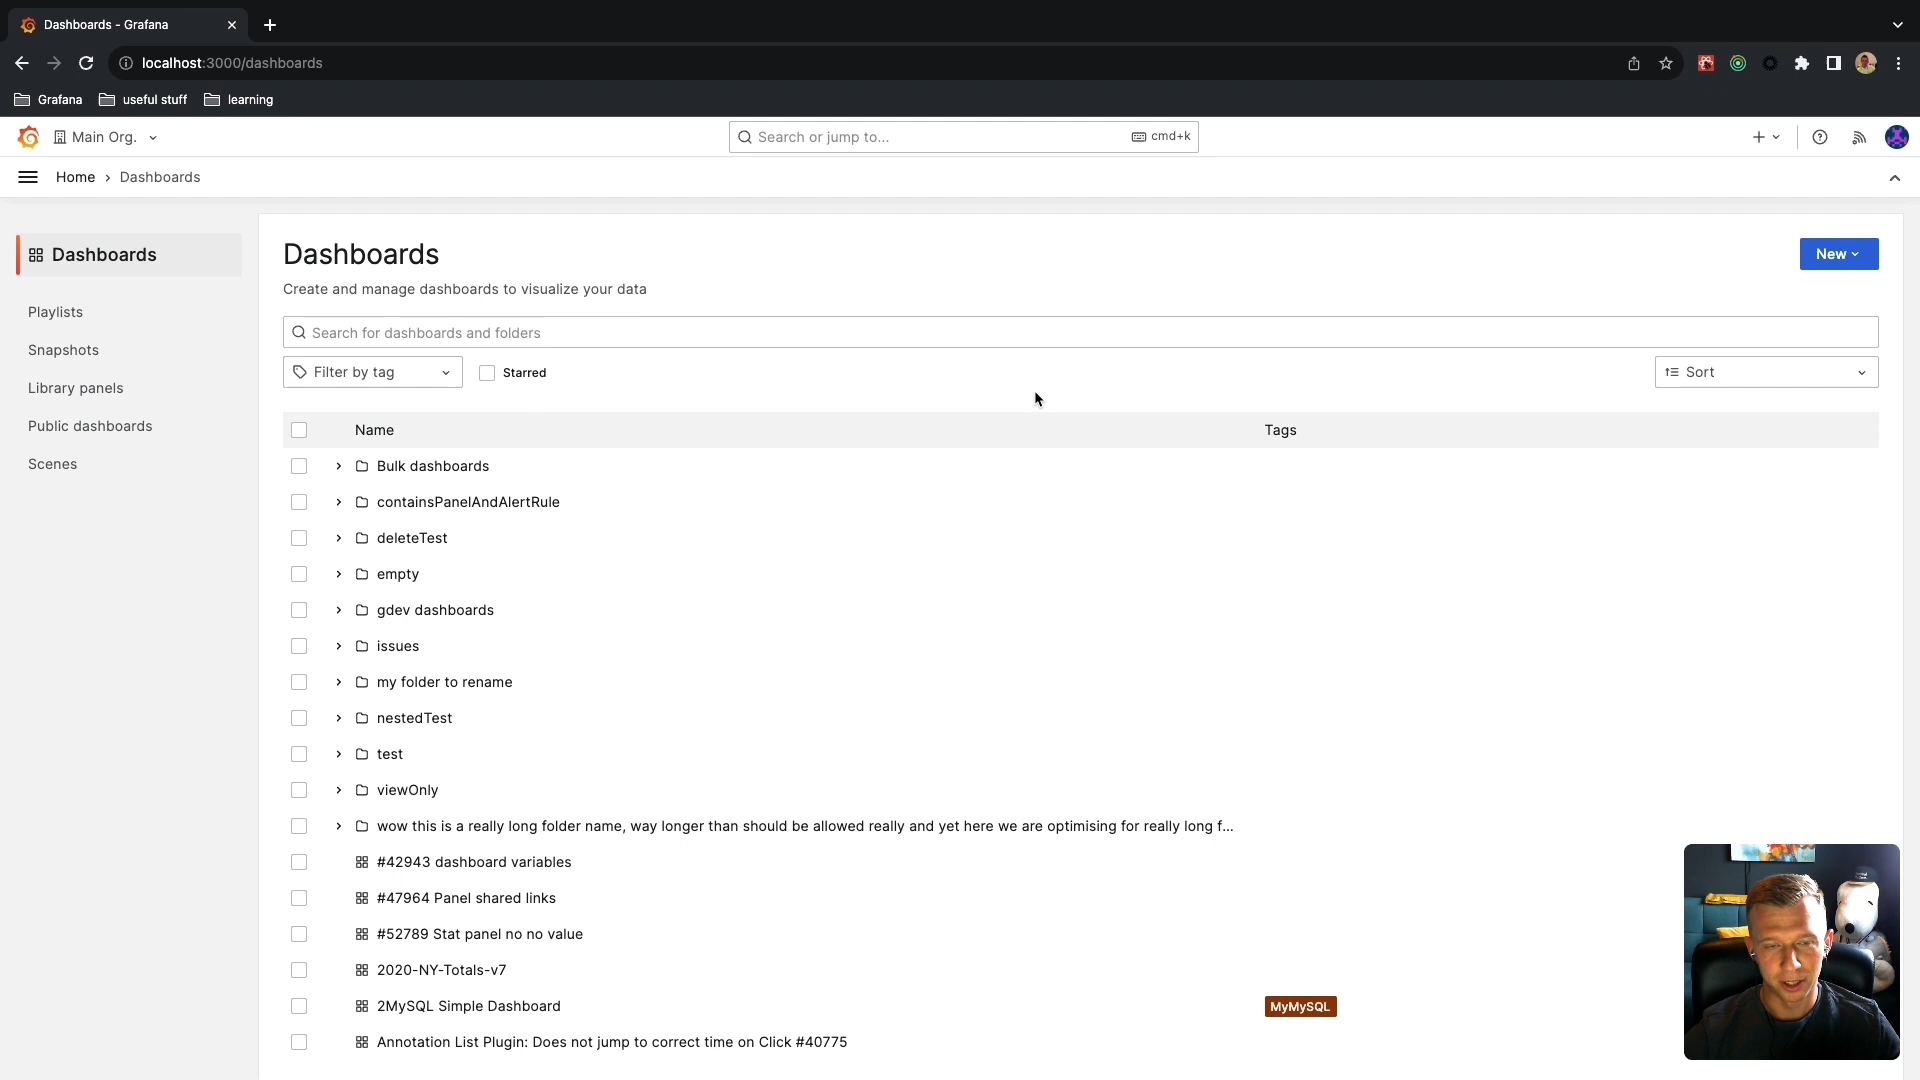 Dashboards - Grafana
localhost:3000/dashboards
Grafana
useful stuff
learning
Main Org.
Search or jump to...
cmd+k
Home
Dashboards
Dashboards
Playlists
Snapshots
Library panels
Public dashboards
Scenes
Dashboards
New
Create and manage dashboards to visualize your data
Search for dashboards and folders
Filter by tag
Starred
Sort
Name
Tags
Bulk dashboards
containsPanelAndAlertRule
deleteTest
empty
gdev dashboards
issues
my folder to rename
nestedTest
test
viewOnly
wow this is a really long folder name, way longer than should be allowed really and yet here we are optimising for really long f...
#42943 dashboard variables
#47964 Panel shared links
#52789 Stat panel no no value
2020-NY-Totals-v7
2MySQL Simple Dashboard
MyMySQL
Annotation List Plugin: Does not jump to correct time on Click #40775